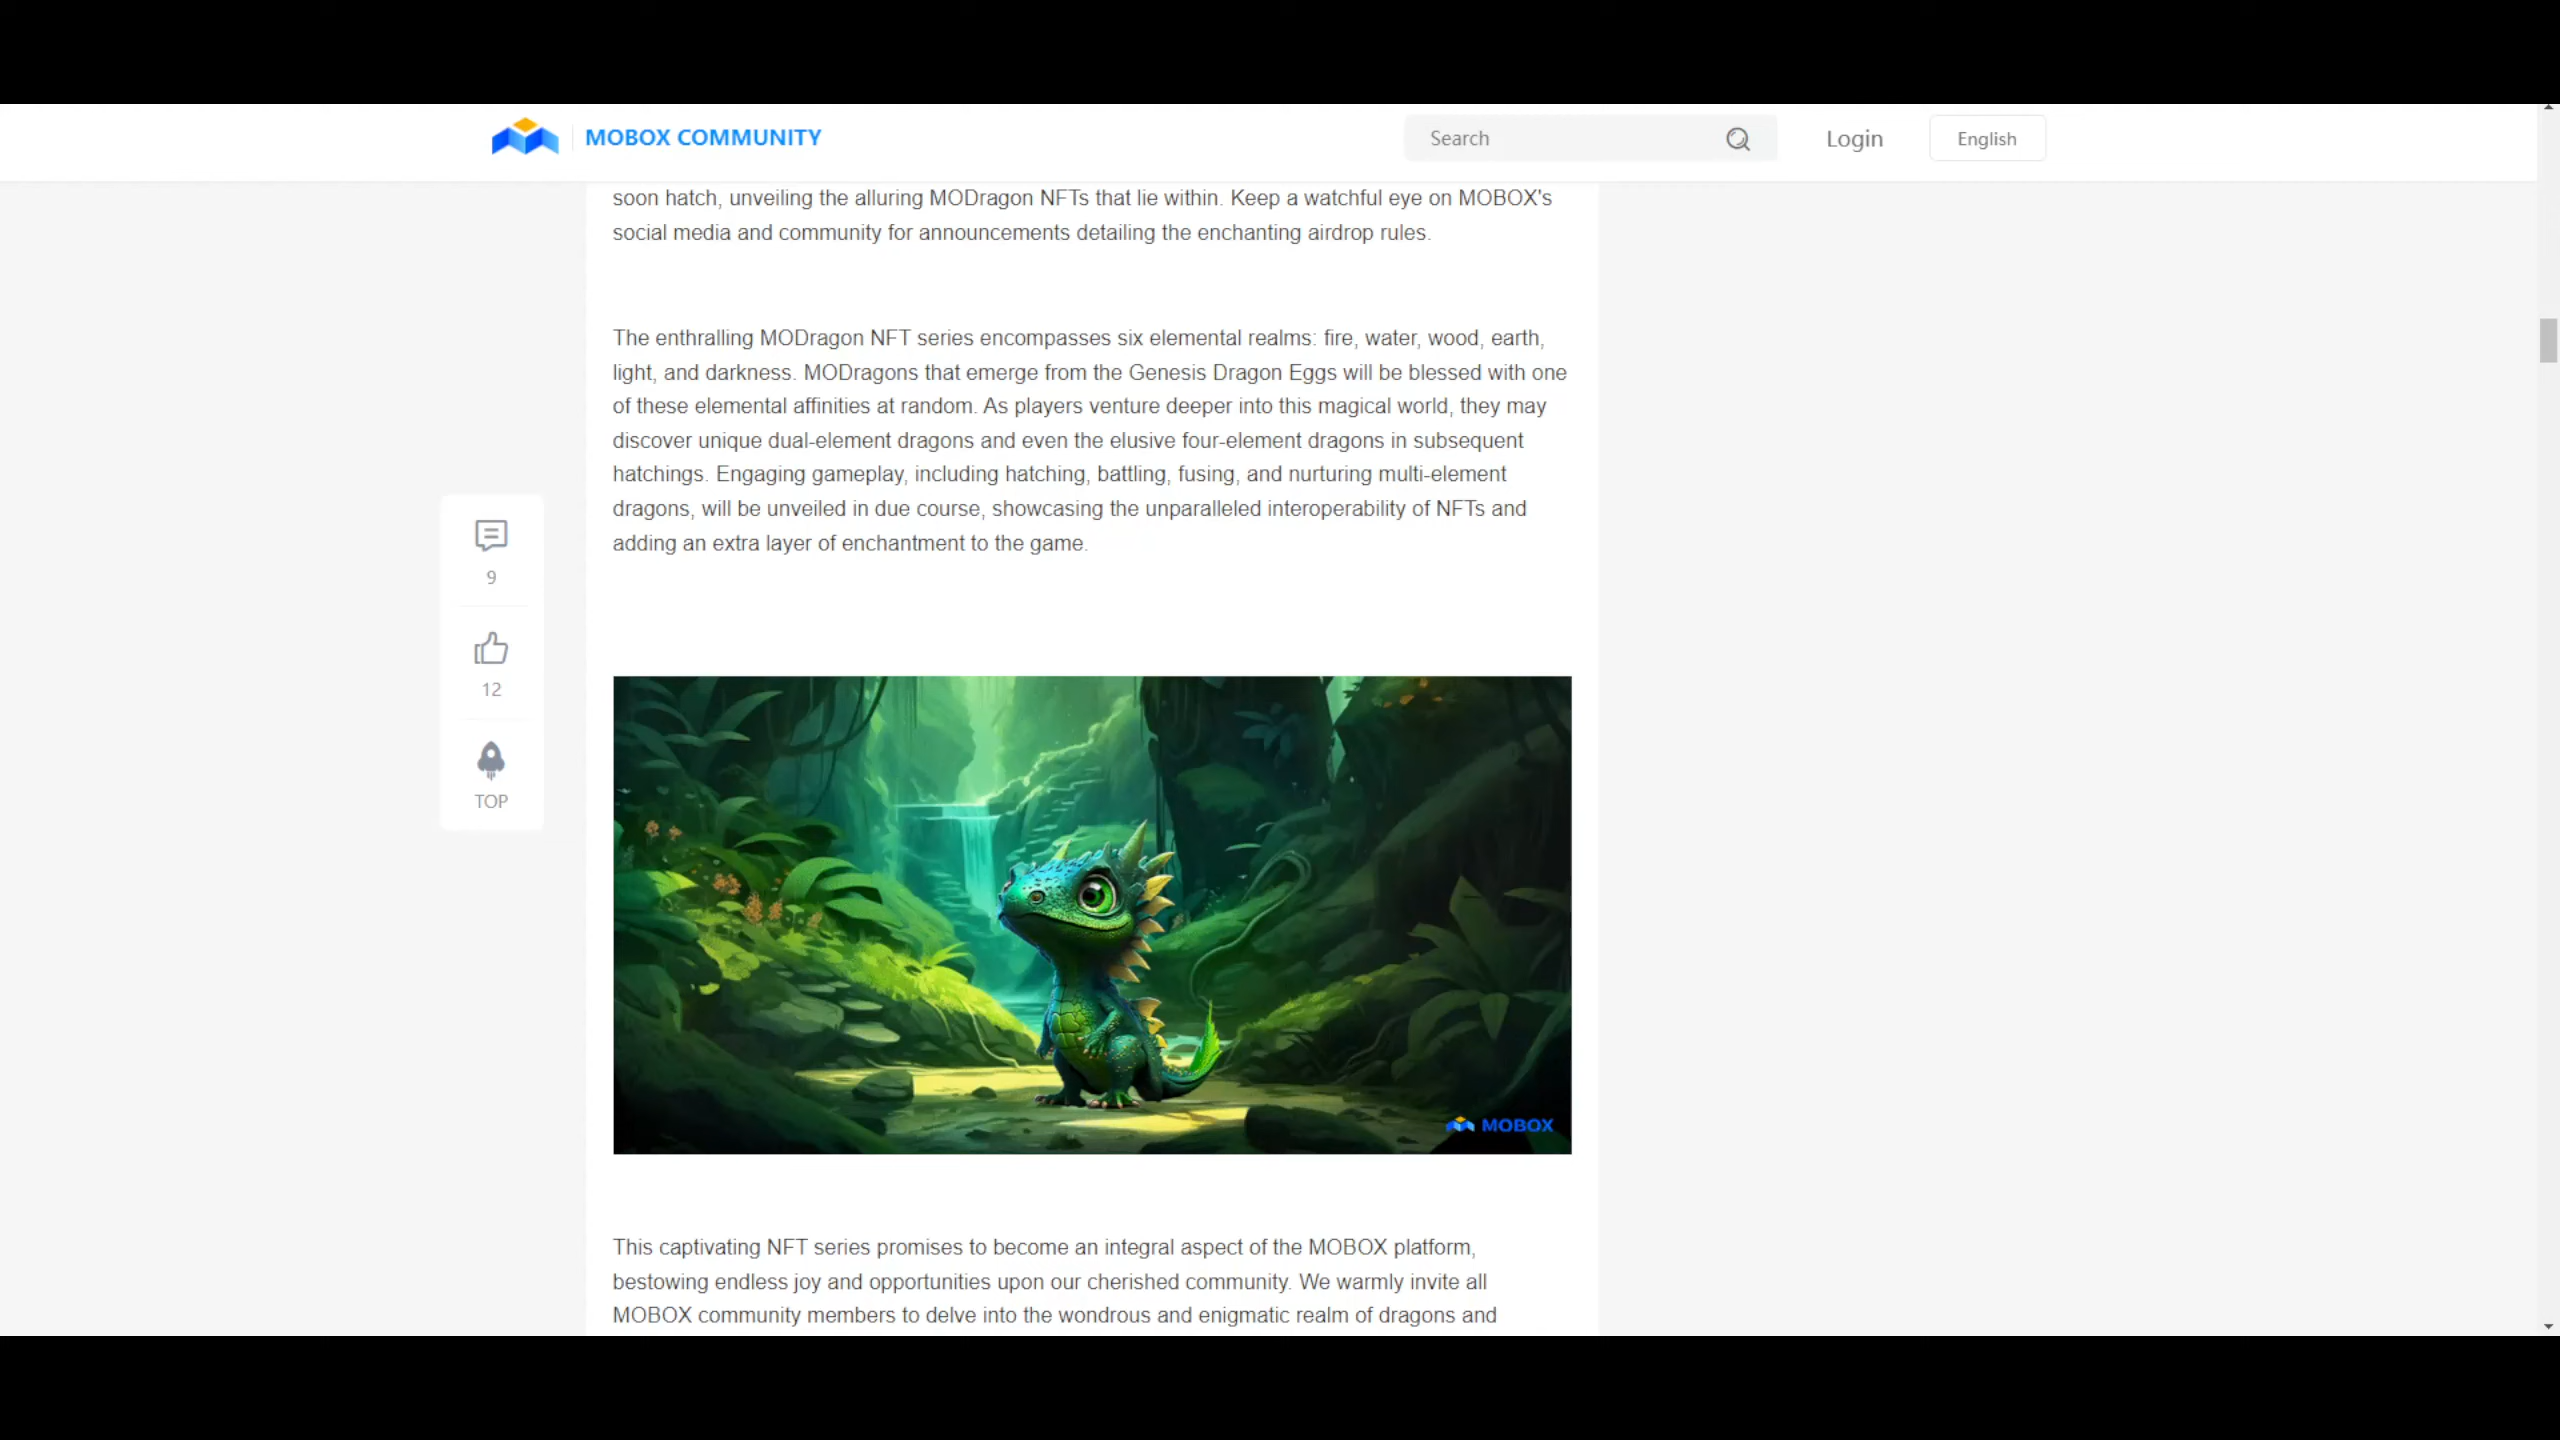 MOBOX COMMUNITY
Search
Login
English
soon hatch, unveiling the alluring MODragon NFTs that lie within. Keep a watchful eye on MOBOX's
social media and community for announcements detailing the enchanting airdrop rules.
The enthralling MODragon NFT series encompasses six elemental realms: fire, water, wood, earth,
light, and darkness. MODragons that emerge from the Genesis Dragon Eggs will be blessed with one
of these elemental affinities at random. As players venture deeper into this magical world, they may
discover unique dual-element dragons and even the elusive four-element dragons in subsequent
hatchings. Engaging gameplay, including hatching, battling, fusing, and nurturing multi-element
dragons, will be unveiled in due course, showcasing the unparalleled interoperability of NFTs and
adding an extra layer of enchantment to the game.
9
12
TOP
MOBOX
This captivating NFT series promises to become an integral aspect of the MOBOX platform,
bestowing endless joy and opportunities upon our cherished community. We warmly invite all
MOBOX community members to delve into the wondrous and enigmatic realm of dragons and